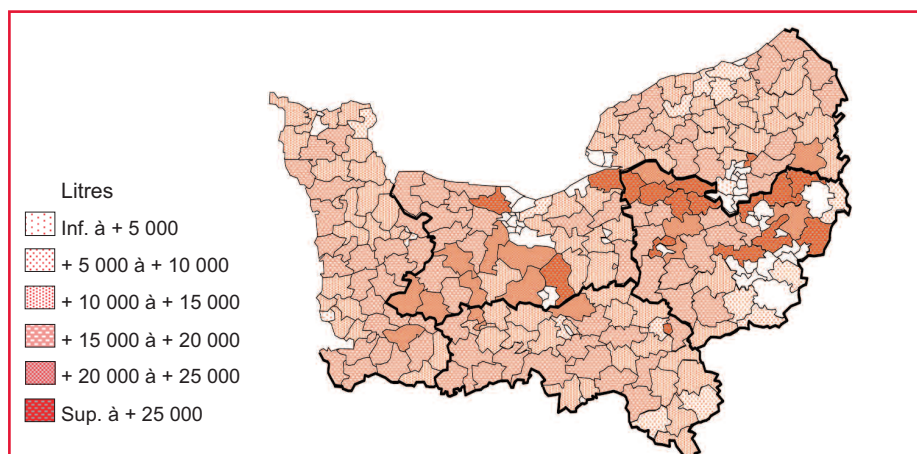 Litres
Inf. à + 5 000
+ 5 000 à + 10 000
+ 10 000 à + 15 000
+ 15 000 à + 20 000
+ 20 000 à + 25 000
Sup. à + 25 000